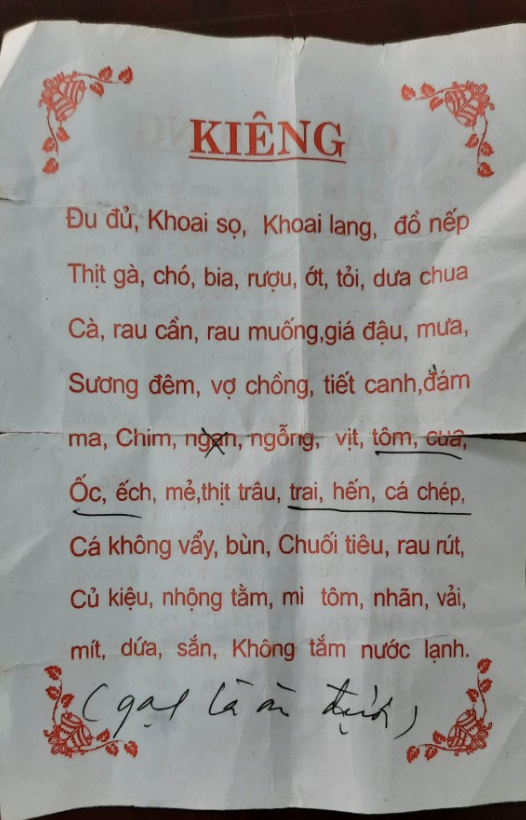 KIÊNG
Đu đủ, Khoai sọ, Khoai lang, đồ nếp
Thịt gà, chó, bia, rượu, ớt, tỏi, dưa chua
Cà, rau cần, rau muống,giá đậu, mưa,
Sương đêm, vợ chồng, tiết canh,đám
ma, Chim, ngan, ngỗng, vịt, tôm, cua,
Ốc, ếch, mẻ,thịt trâu, trai, hến, cá chép,
Cá không vẩy, bùn, Chuối tiêu, rau rút,
Củ kiệu, nhộng tằm, mì tôm, nhãn, vải,
mít, dứa, sắn, Không tắm nước lạnh.
(gạch là ăn được)